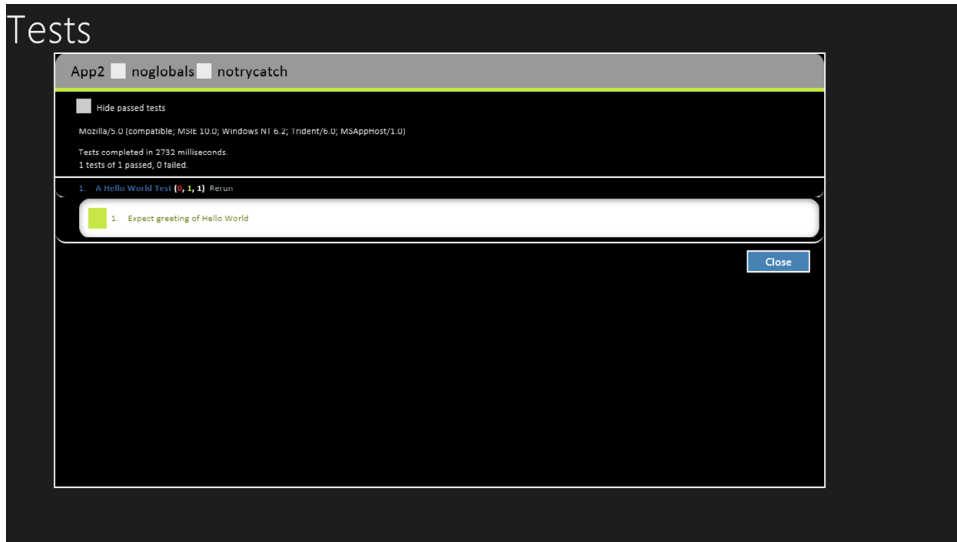 Tests
App2 noglobals notrycatch
Hide passed tests
Mozilla/5.0 (compatible; MSIE 10.0; Windows NT 6.2; Trident/6.0; MSAppHost/1.0)
Tests completed in 2732 milliseconds.
1 tests of 1 passed, 0 failed.
1. A Hello World Test (0, 1, 1) Rerun
1. Expect greeting of Hello World
Close